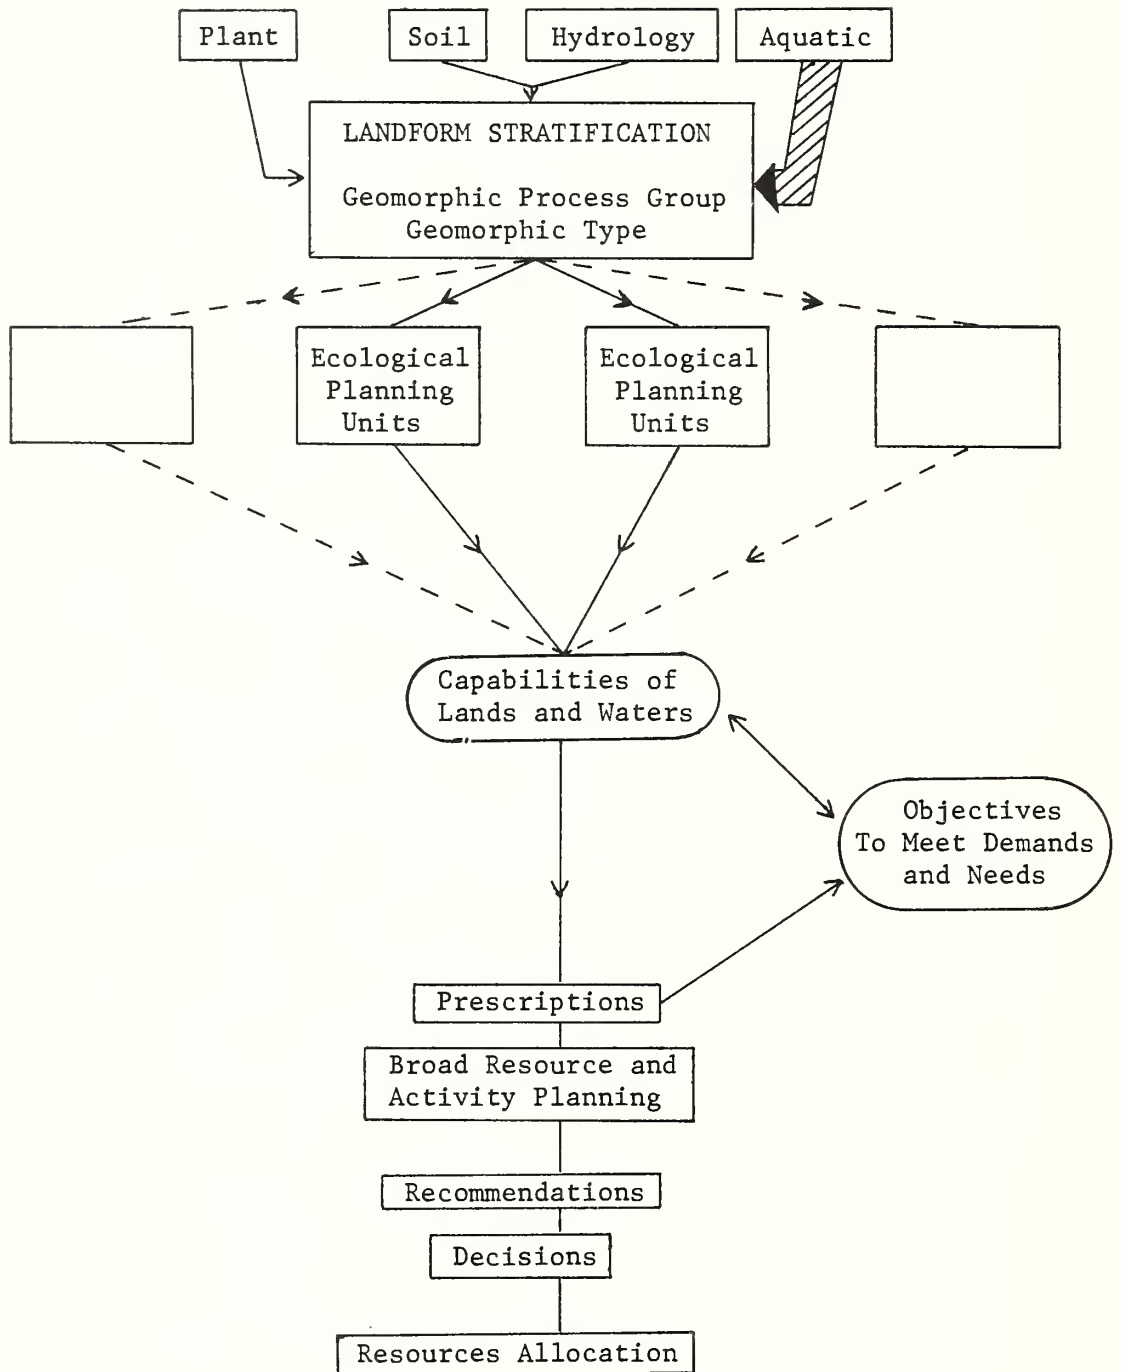 Plant
Soil
Hydrology
Aquatic
LANDFORM STRATIFICATION
Geomorphic Process Group
Geomorphic Type
Ecological
Planning
Units
Ecological
Planning
Units
Capabilities of
Lands and Waters
Objectives
To Meet Demands
and Needs
Prescriptions
Broad Resource and
Activity Planning
Recommendations
Decisions
Resources Allocation